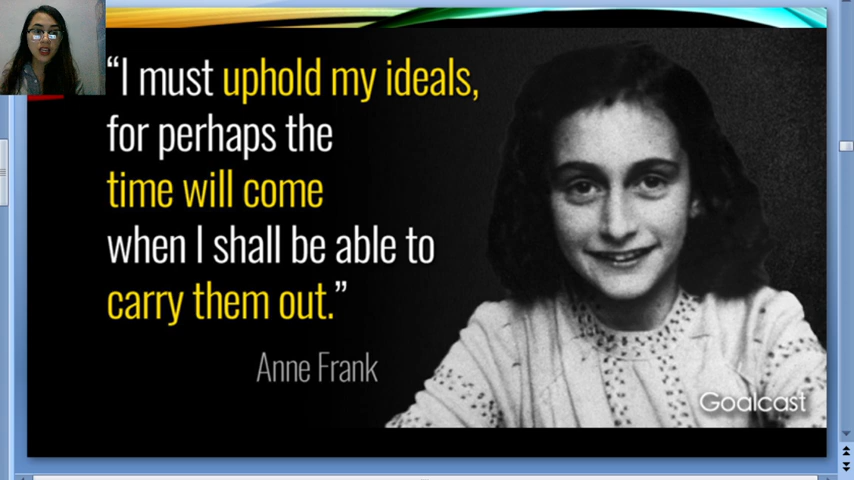 “I must uphold my ideals,
for perhaps the
time will come
when I shall be able to
carry them out.”
Anne Frank
Goalcast